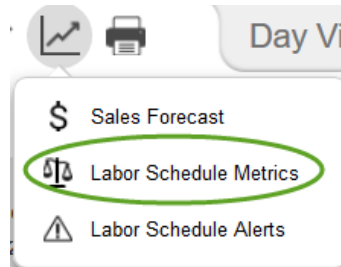 Day Vi
$ Sales Forecast
Labor Schedule Metrics
Labor Schedule Alerts